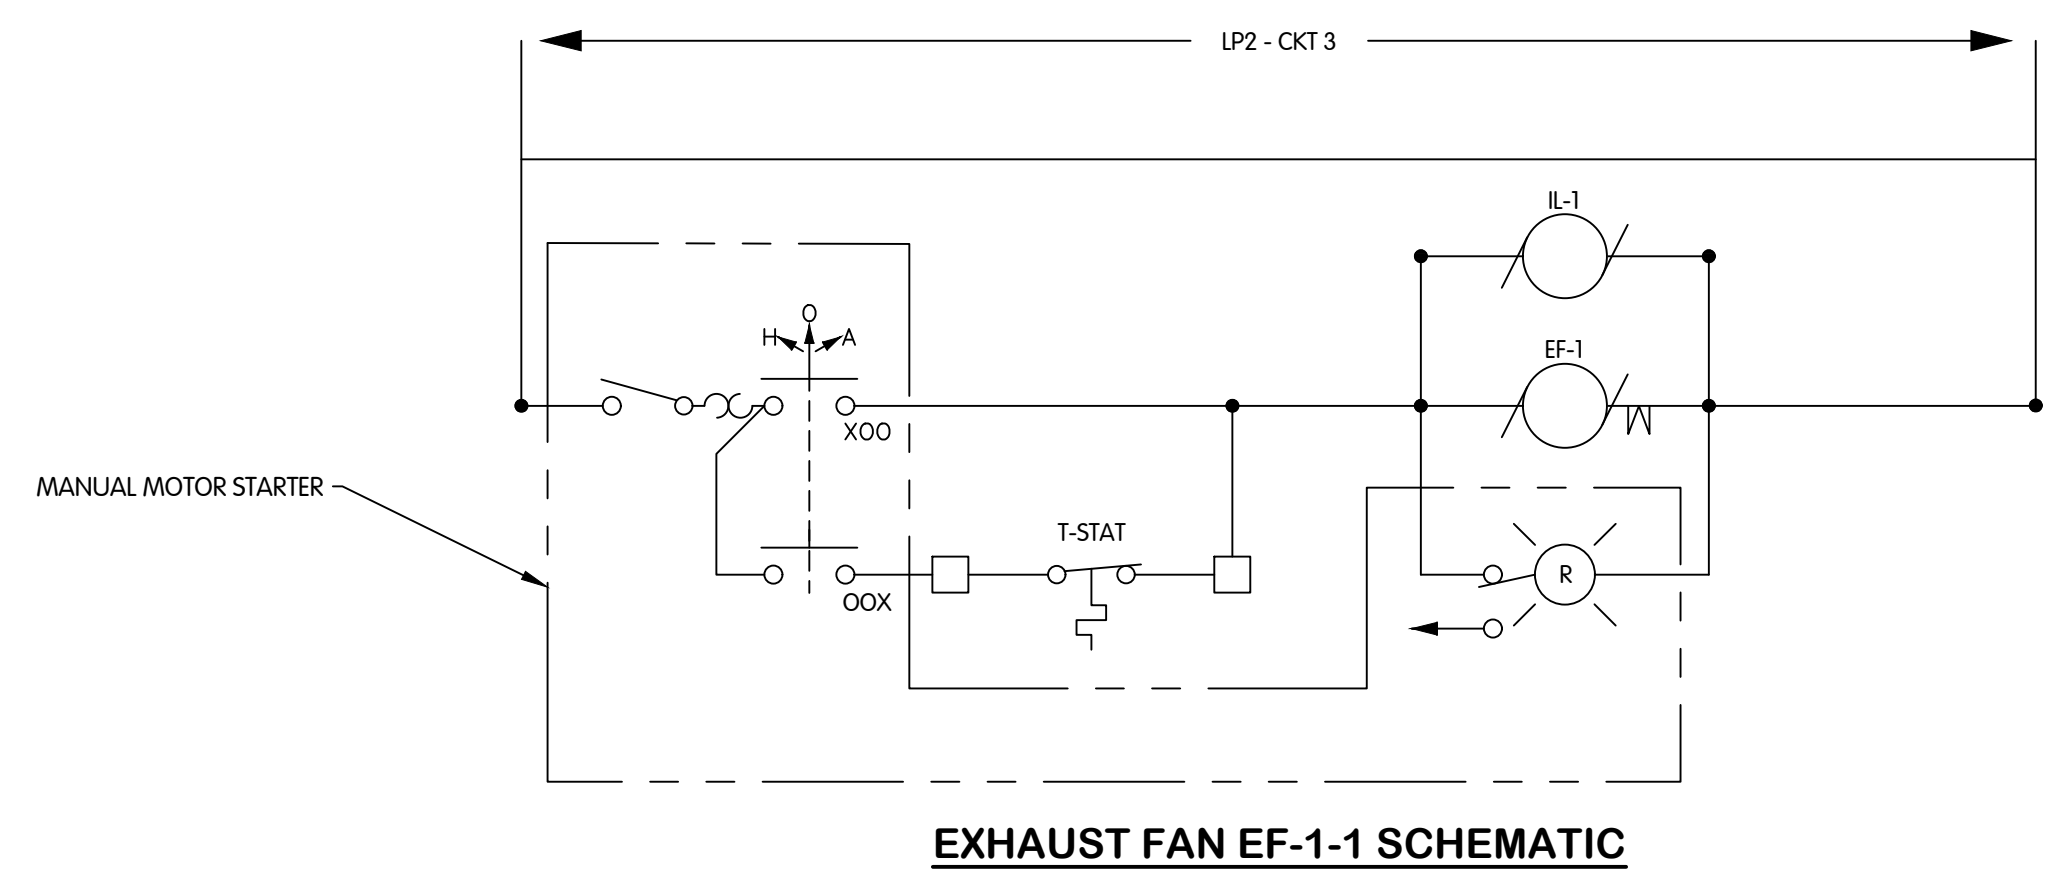 LP2 - CKT 3
IL-1
O
H A
EF-1
XOO
MANUAL MOTOR STARTER
T-STAT
R
OOX
EXHAUST FAN EF-1-1 SCHEMATIC